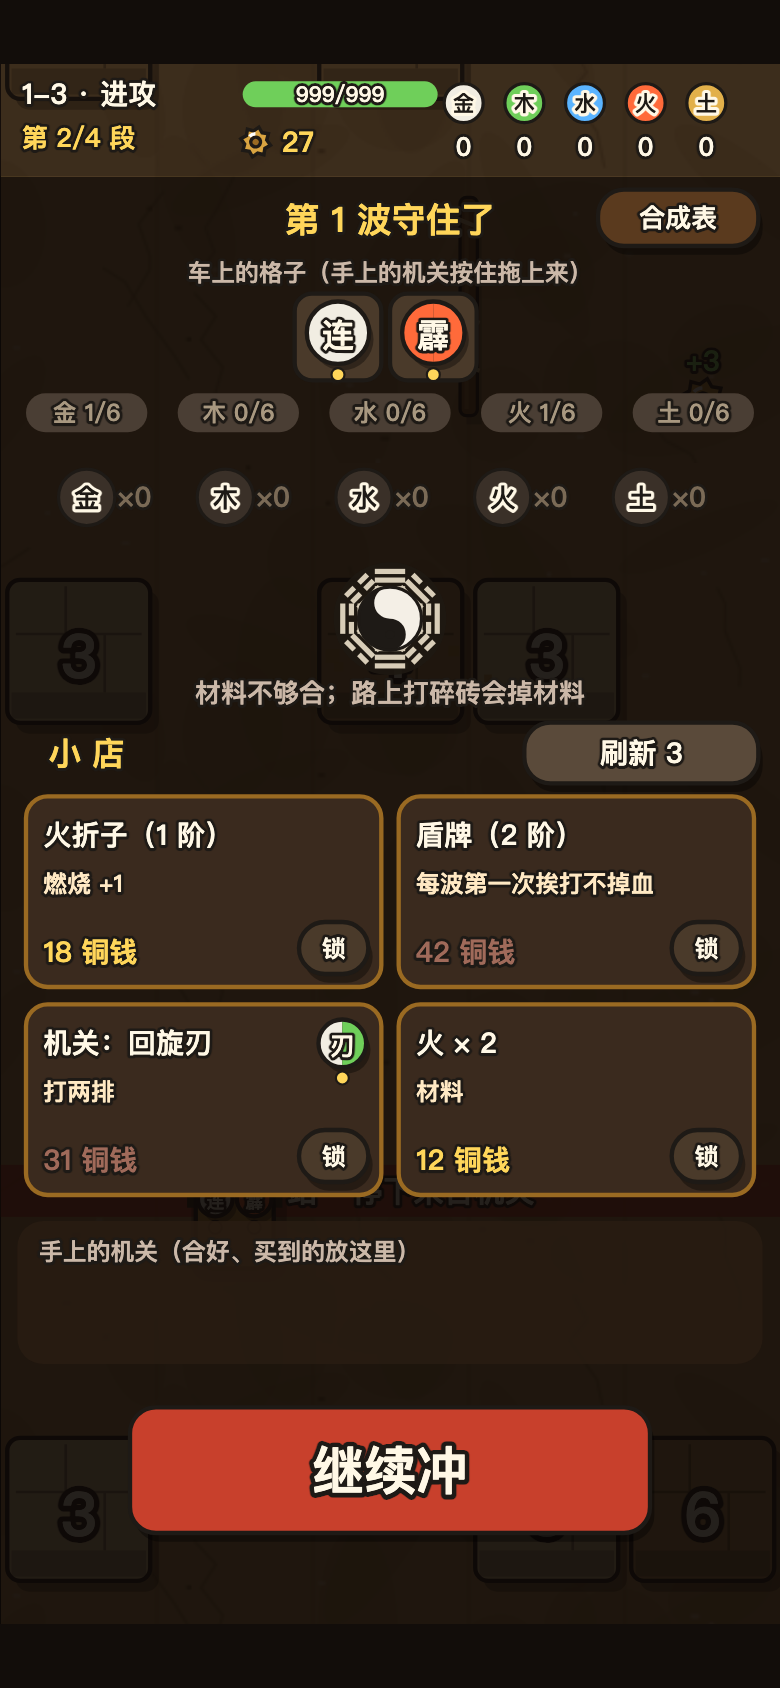 1-3 · 进攻
999/999
金 木 水 火 土
第 2/4 段
27
0 0 0 0 0
第 1 波守住了
合成表
车上的格子（手上的机关按住拖上来）
连 霹
+3
金 1/6 木 0/6 水 0/6 火 1/6 土 0/6
金 ×0 木 ×0 水 ×0 火 ×0 土 ×0
3 3
材料不够合；路上打碎砖会掉材料
小 店
刷新 3
火折子（1 阶）
燃烧 +1
18 铜钱
锁
盾牌（2 阶）
每波第一次挨打不掉血
42 铜钱
锁
机关：回旋刃
刃
打两排
31 铜钱
锁
火 × 2
材料
12 铜钱
锁
连 霹
手上的机关（合好、买到的放这里）
继续冲
3 6